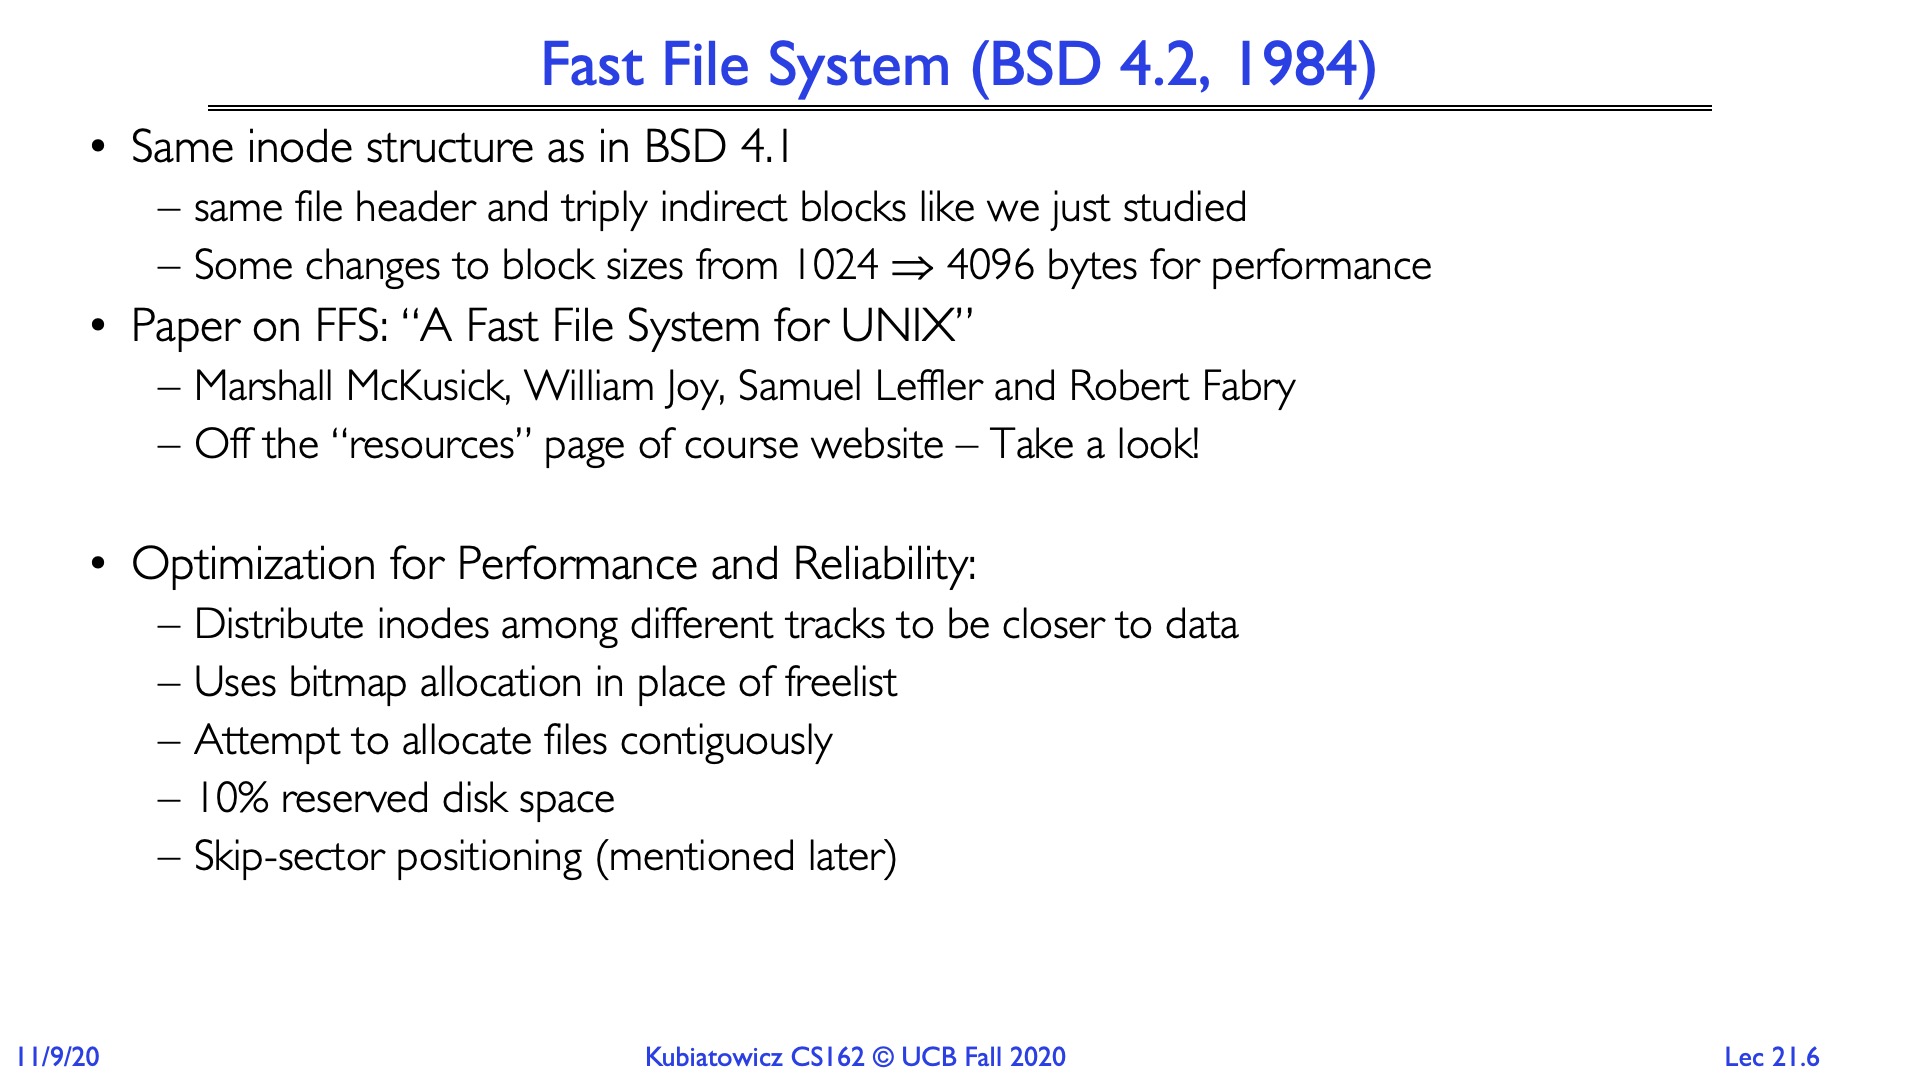 Fast File System (BSD 4.2, 1984)
• Same inode structure as in BSD 4.1
– same file header and triply indirect blocks like we just studied
– Some changes to block sizes from 1024 ⇒ 4096 bytes for performance
• Paper on FFS: “A Fast File System for UNIX”
– Marshall McKusick, William Joy, Samuel Leffler and Robert Fabry
– Off the “resources” page of course website – Take a look!
• Optimization for Performance and Reliability:
– Distribute inodes among different tracks to be closer to data
– Uses bitmap allocation in place of freelist
– Attempt to allocate files contiguously
– 10% reserved disk space
– Skip-sector positioning (mentioned later)
11/9/20
Kubiatowicz CS162 © UCB Fall 2020
Lec 21.6